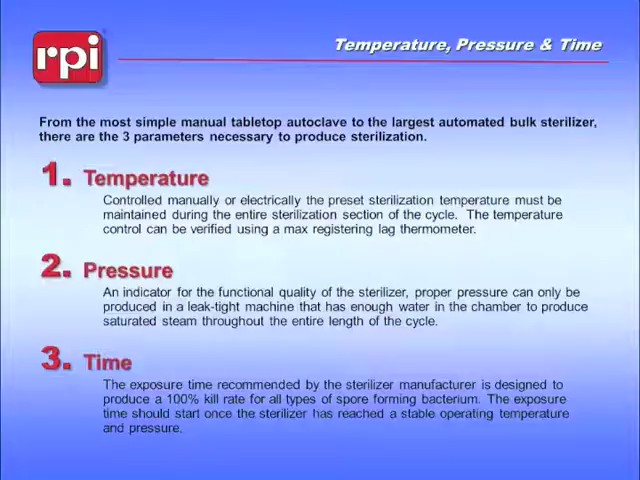 rpi
Temperature, Pressure & Time
From the most simple manual tabletop autoclave to the largest automated bulk sterilizer,
there are the 3 parameters necessary to produce sterilization.
1. Temperature
Controlled manually or electrically the preset sterilization temperature must be
maintained during the entire sterilization section of the cycle. The temperature
control can be verified using a max registering lag thermometer.
2. Pressure
An indicator for the functional quality of the sterilizer, proper pressure can only be
produced in a leak-tight machine that has enough water in the chamber to produce
saturated steam throughout the entire length of the cycle.
3. Time
The exposure time recommended by the sterilizer manufacturer is designed to
produce a 100% kill rate for all types of spore forming bacterium. The exposure
time should start once the sterilizer has reached a stable operating temperature
and pressure.